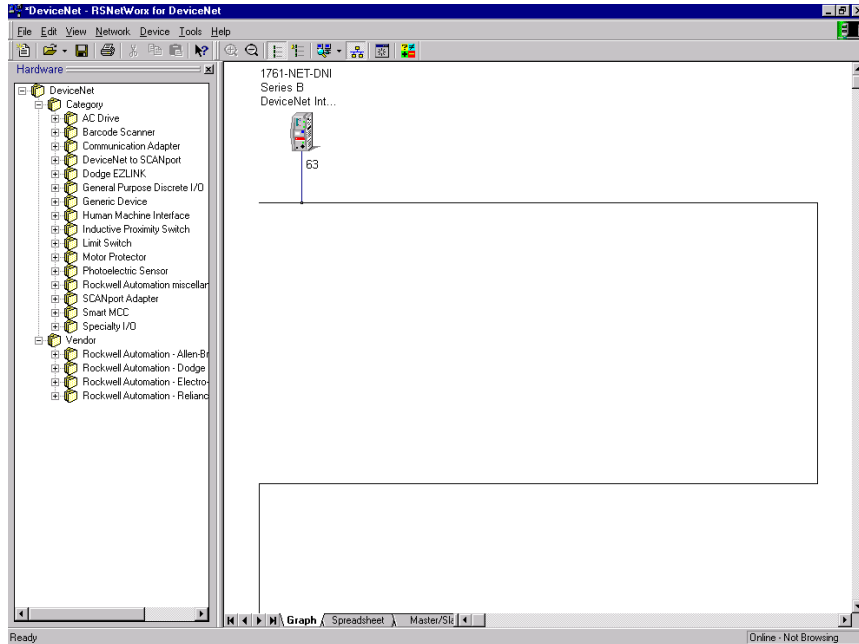 *DeviceNet - RSNetWorx for DeviceNet
File Edit View Network Device Tools Help
Hardware
DeviceNet
Category
AC Drive
Barcode Scanner
Communication Adapter
DeviceNet to SCANport
Dodge EZLINK
General Purpose Discrete I/O
Generic Device
Human Machine Interface
Inductive Proximity Switch
Limit Switch
Motor Protector
Photoelectric Sensor
Rockwell Automation miscellar
SCANport Adapter
Smart MCC
Specialty I/O
Vendor
Rockwell Automation - Allen-Br
Rockwell Automation - Dodge
Rockwell Automation - Electro-
Rockwell Automation - Relianc
1761-NET-DNI
Series B
DeviceNet Int...
63
Graph Spreadsheet Master/Sla
Ready Online - Not Browsing